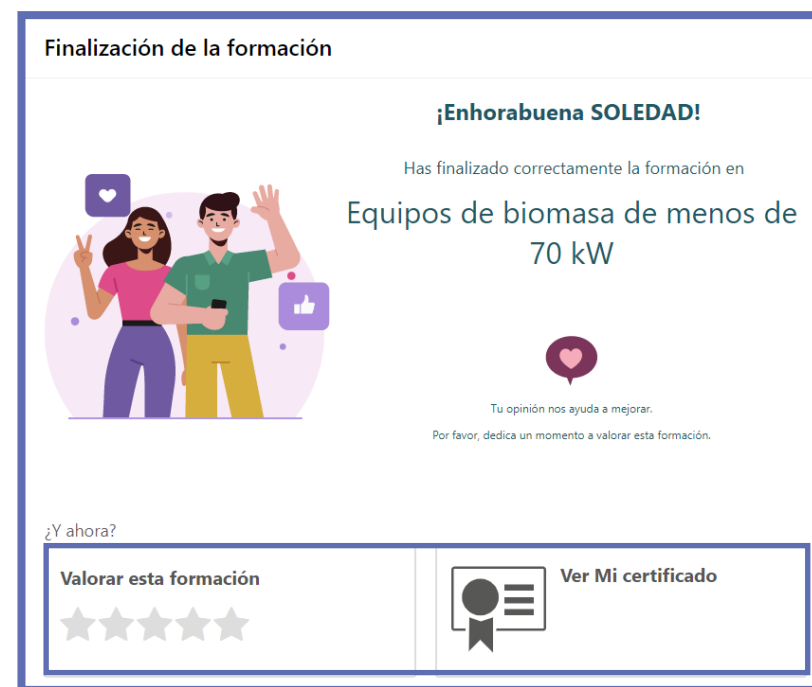 Finalización de la formación
¡Enhorabuena SOLEDAD!
Has finalizado correctamente la formación en
Equipos de biomasa de menos de
70 kW
Tu opinión nos ayuda a mejorar.
Por favor, dedica un momento a valorar esta formación.
¿Y ahora?
Valorar esta formación
Ver Mi certificado